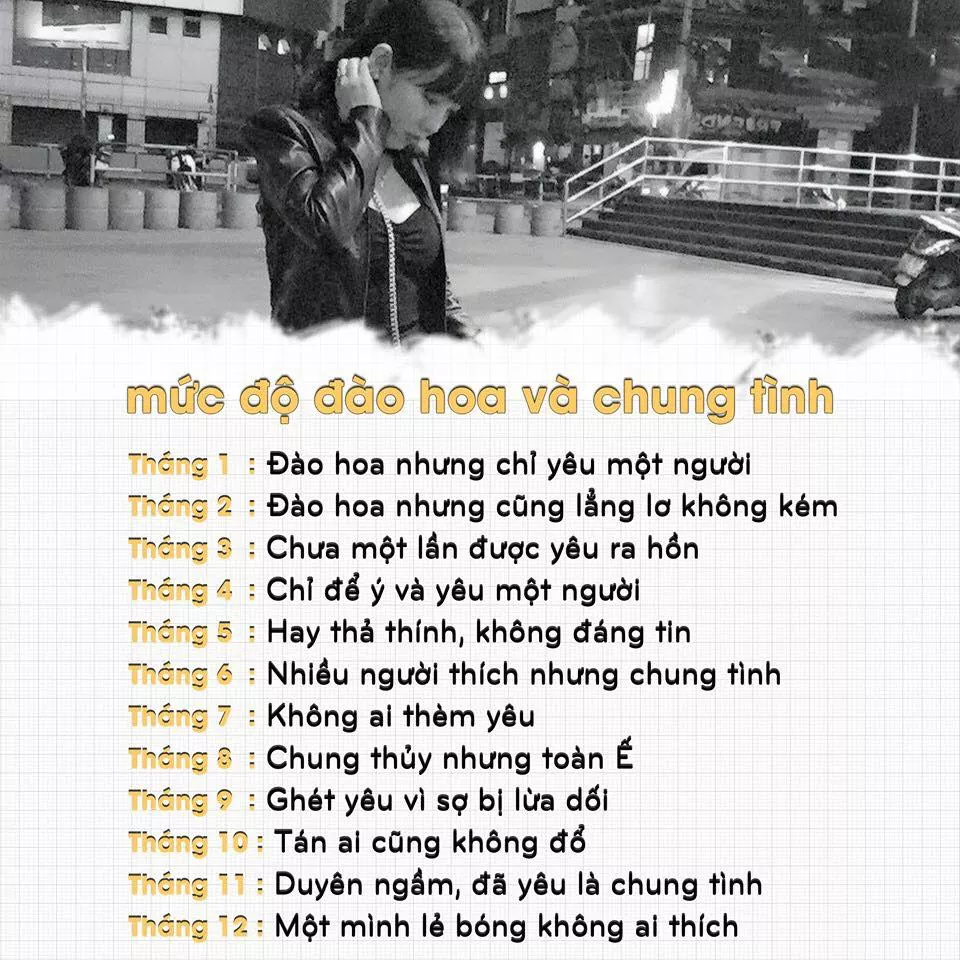 mức độ đào hoa và chung tình
Tháng 1 : Đào hoa nhưng chỉ yêu một người
Tháng 2 : Đào hoa nhưng cũng lẳng lơ không kém
Tháng 3 : Chưa một lần được yêu ra hồn
Tháng 4 : Chỉ để ý và yêu một người
Tháng 5 : Hay thả thính, không đáng tin
Tháng 6 : Nhiều người thích nhưng chung tình
Tháng 7 : Không ai thèm yêu
Tháng 8 : Chung thủy nhưng toàn Ế
Tháng 9 : Ghét yêu vì sợ bị lừa dối
Tháng 10 : Tán ai cũng không đổ
Tháng 11 : Duyên ngầm, đã yêu là chung tình
Tháng 12 : Một mình lẻ bóng không ai thích